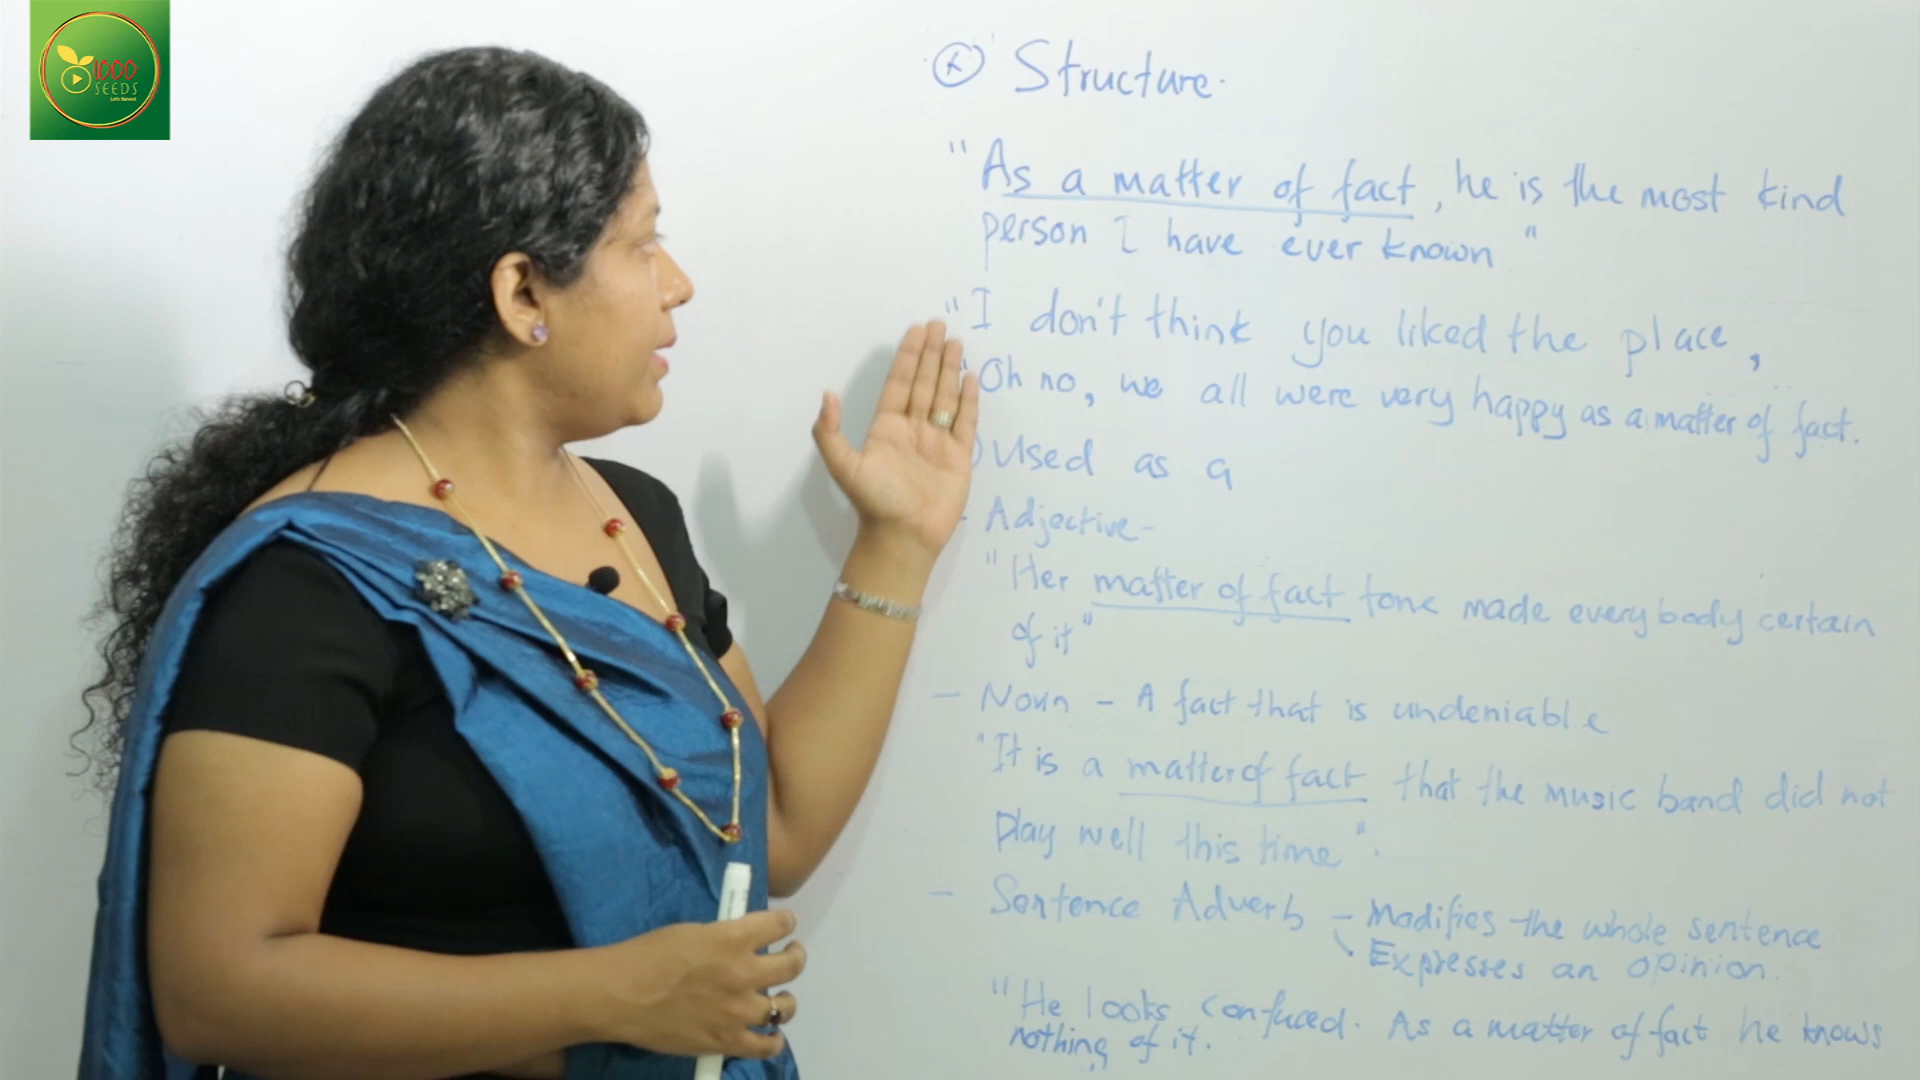 1000
SEEDS
Structure.
"As a matter of fact, he is the most kind
person I have ever known"
"I don't think you liked the place,
"Oh no, we all were very happy as a matter of fact.
Used as a
- Adjective -
"Her matter of fact tone made everybody certain
of it"
- Noun - A fact that is undeniable
"It is a matter of fact that the music band did not
play well this time".
- Sentence Adverb - Modifies the whole sentence
Expresses an opinion.
"He looks confuced. As a matter of fact he knows
nothing of it.